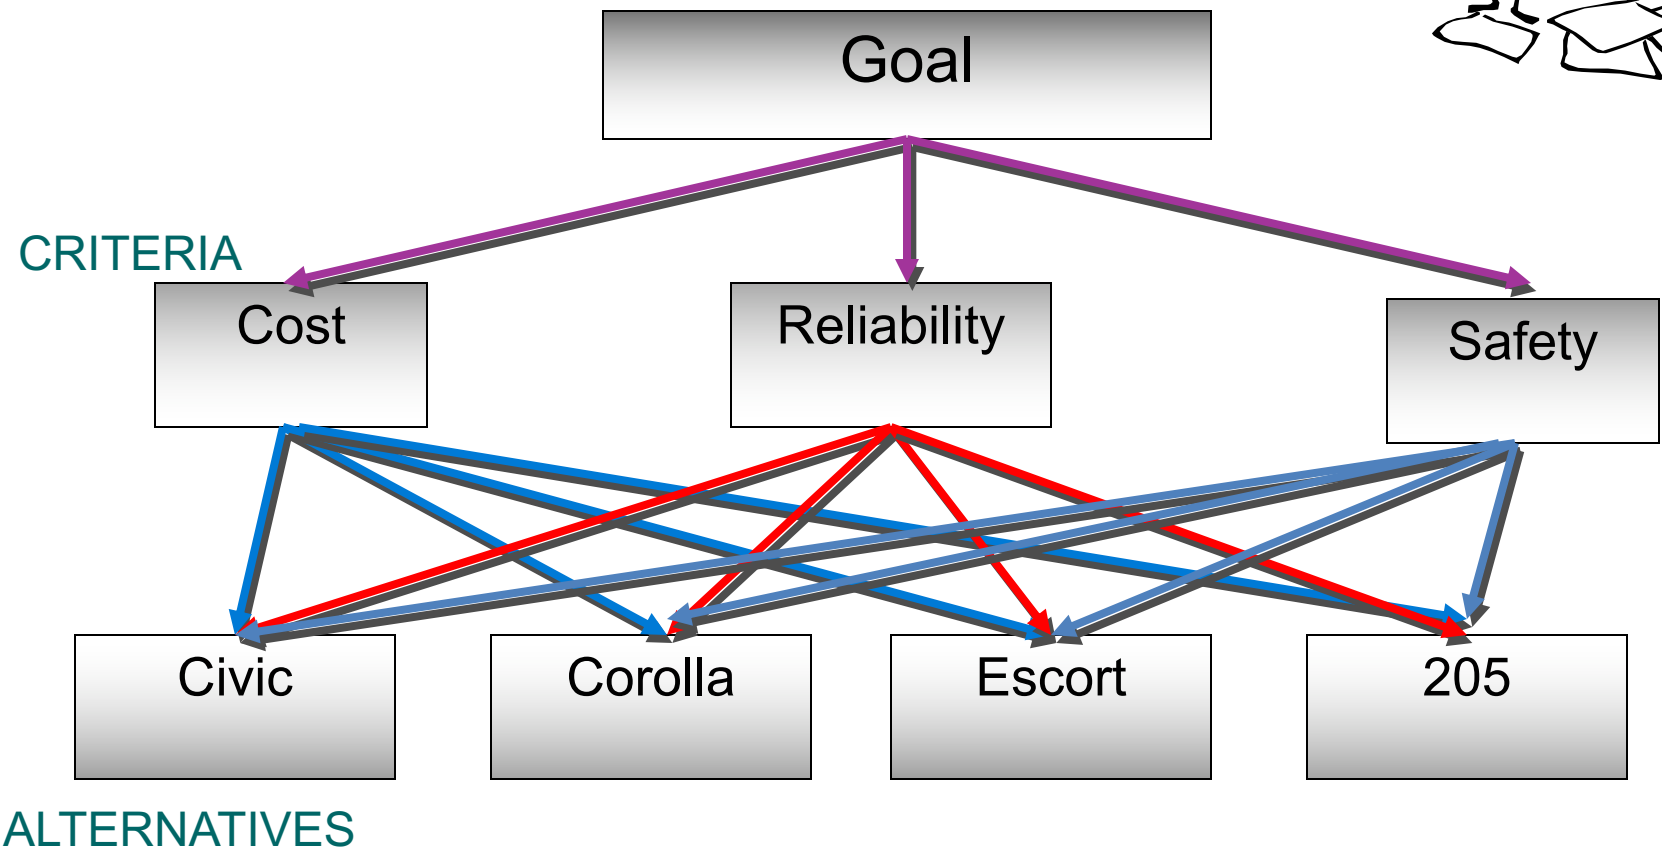 Goal
CRITERIA
Cost
Reliability
Safety
Civic
Corolla
Escort
205
ALTERNATIVES